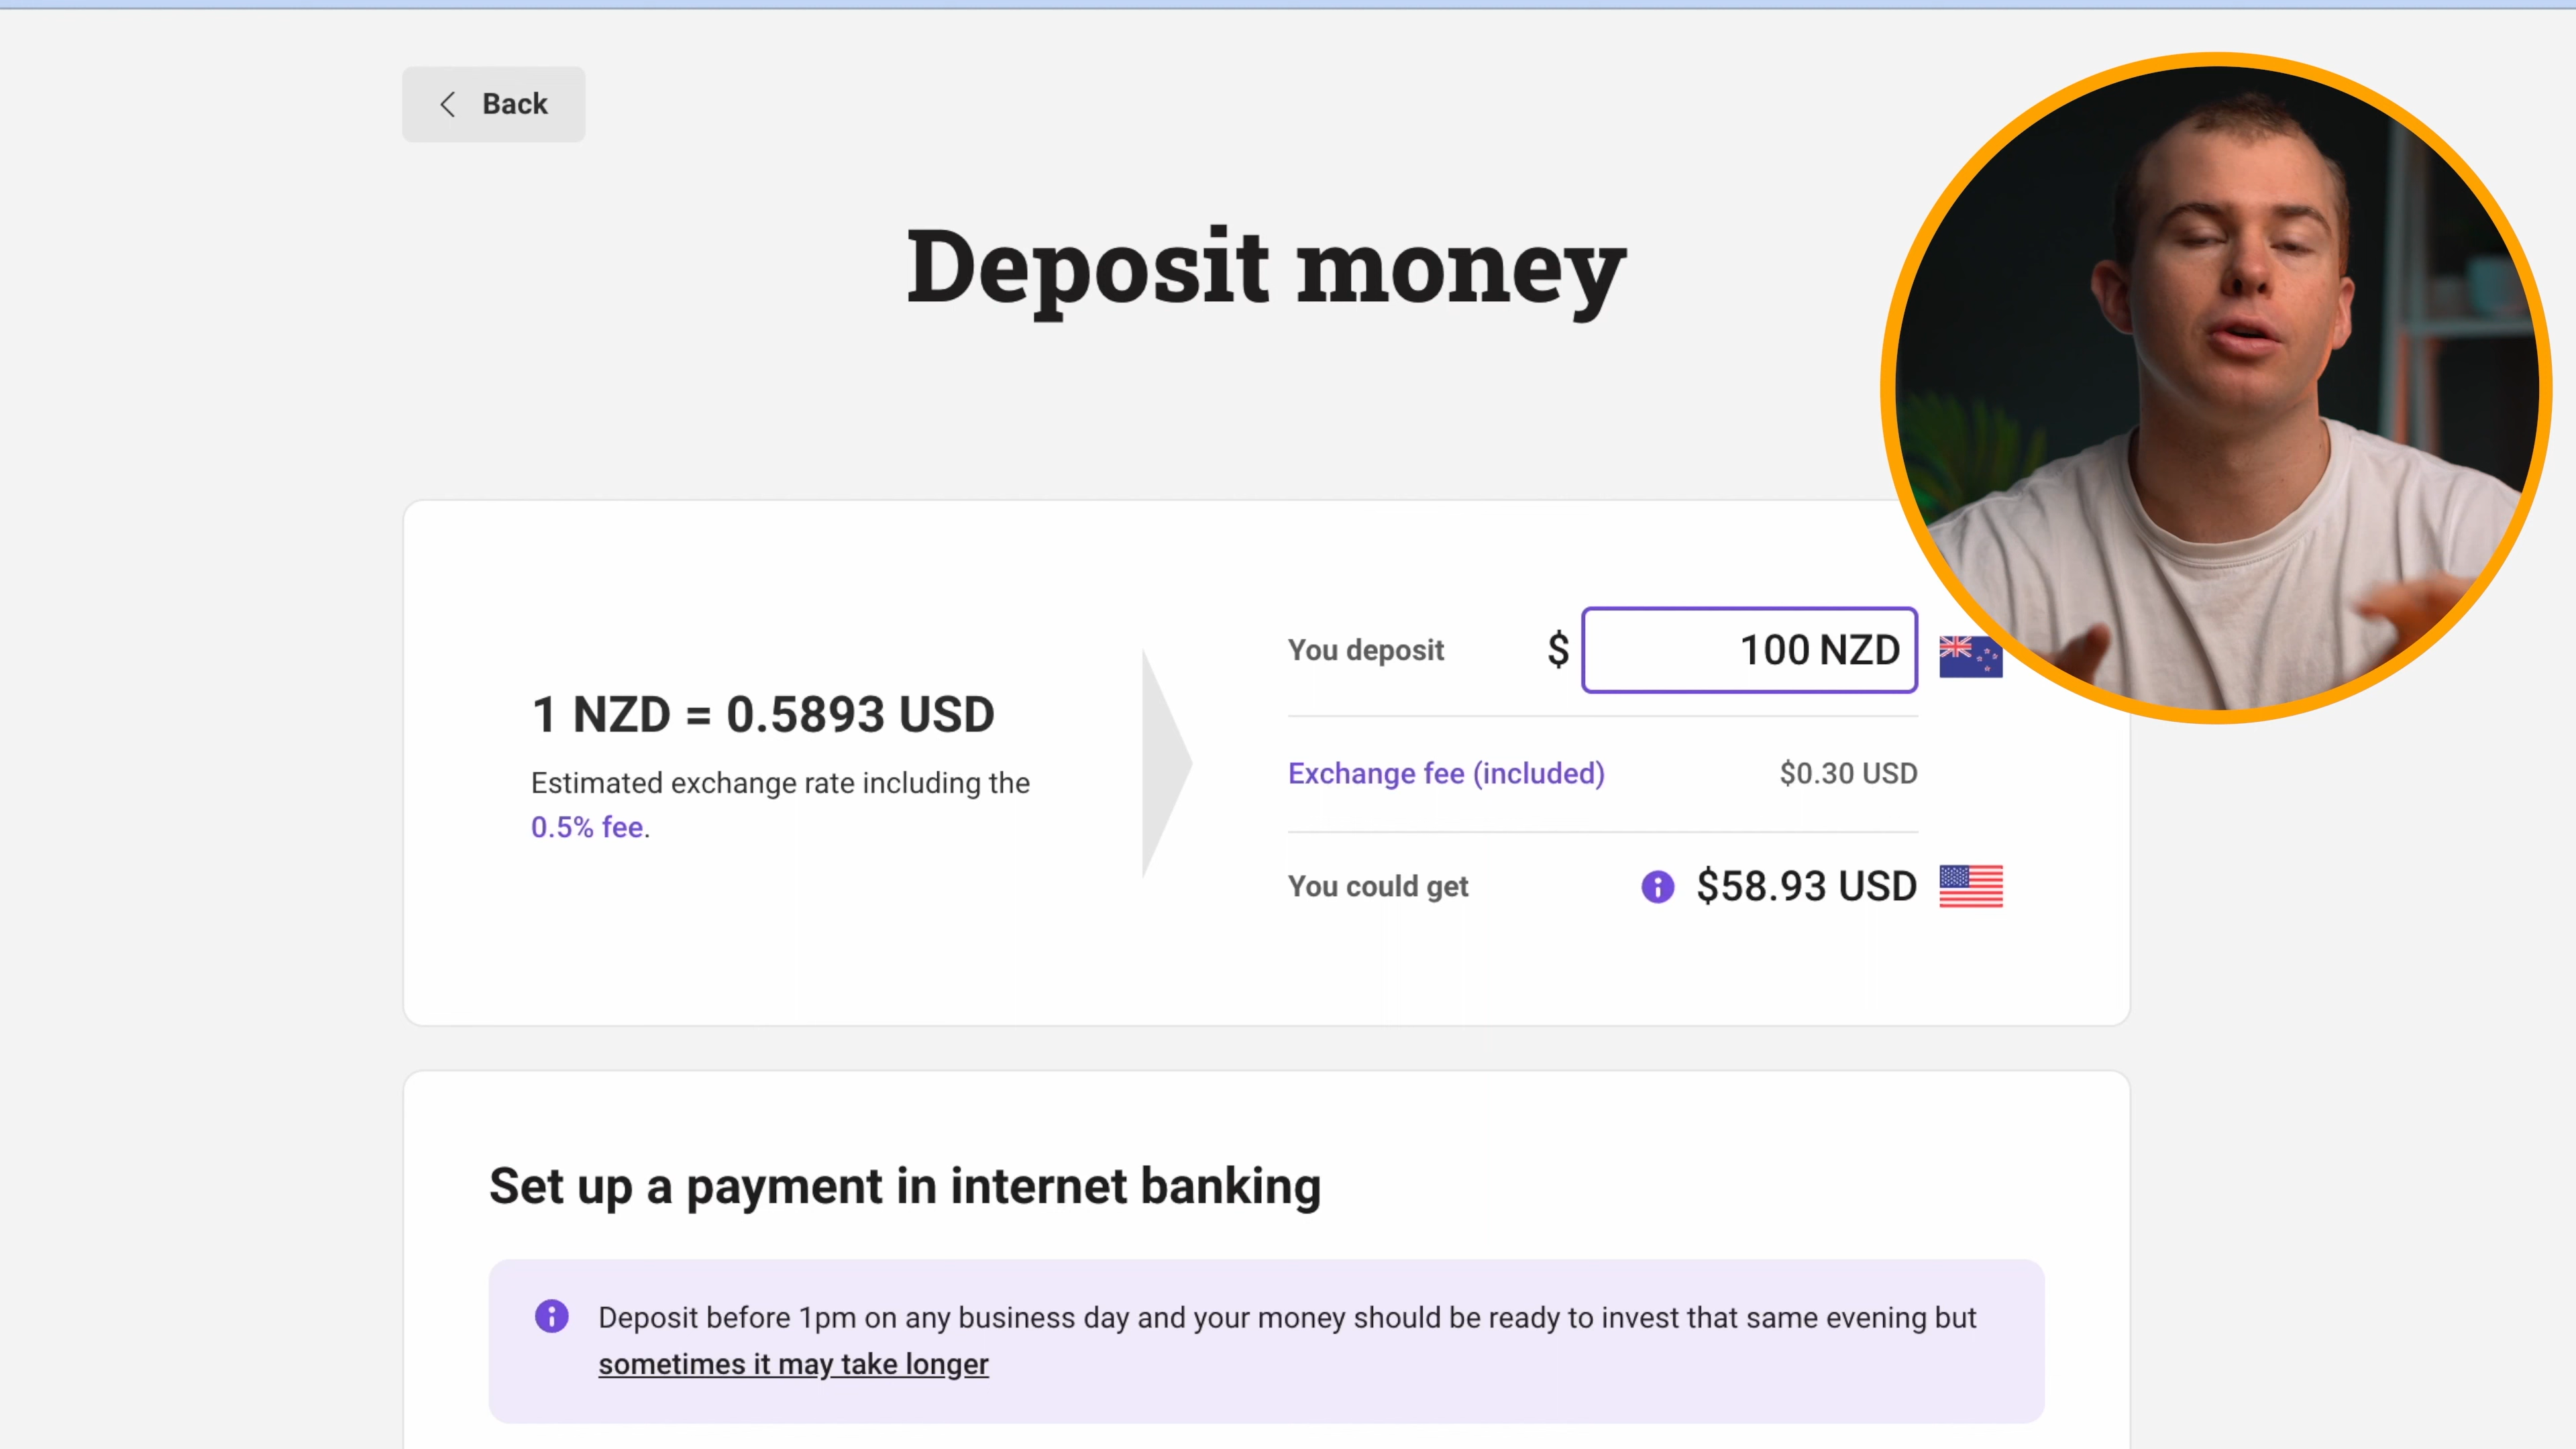 Back
Deposit money
You deposit
$
100 NZD
1 NZD = 0.5893 USD
Estimated exchange rate including the
0.5% fee.
Exchange fee (included)
$0.30 USD
You could get
$58.93 USD
Set up a payment in internet banking
Deposit before 1pm on any business day and your money should be ready to invest that same evening but
sometimes it may take longer